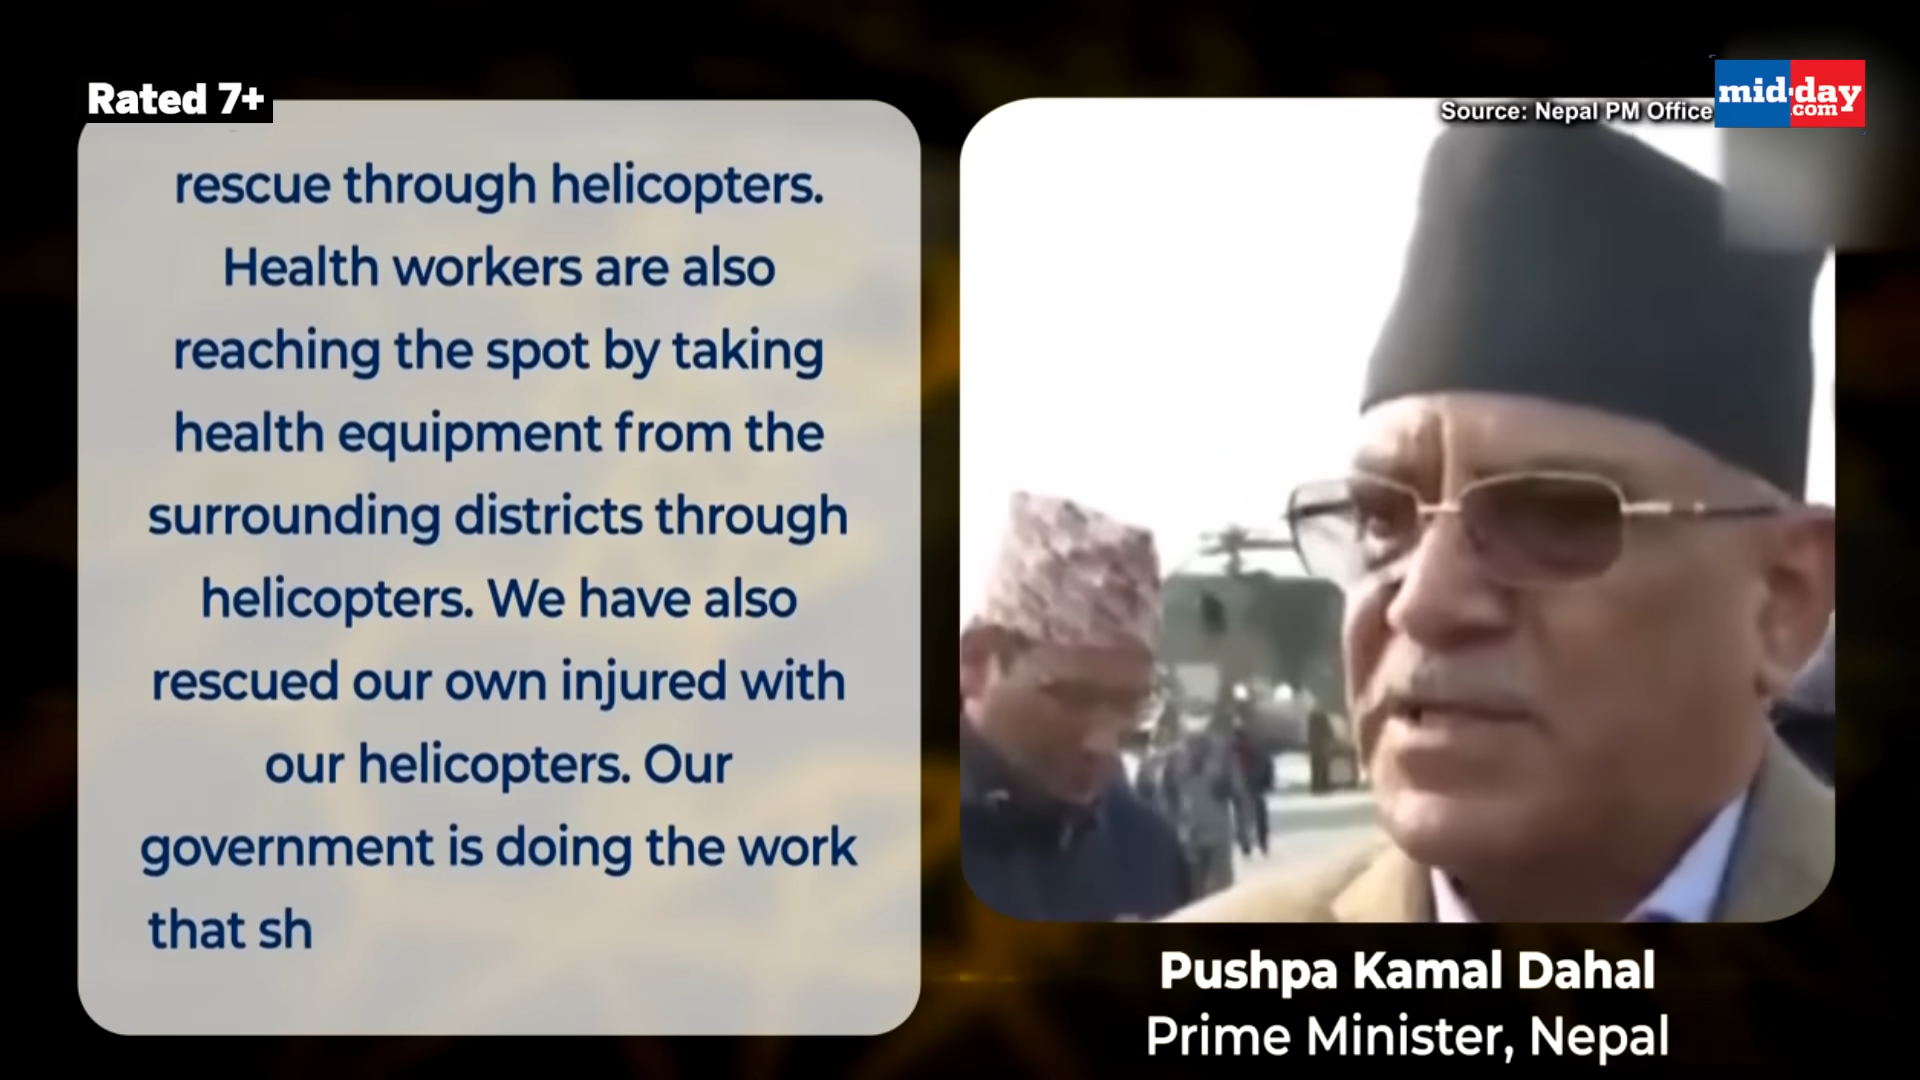 Rated 7+
rescue through helicopters.
Health workers are also
reaching the spot by taking
health equipment from the
surrounding districts through
helicopters. We have also
rescued our own injured with
our helicopters. Our
government is doing the work
that sh
Source: Nepal PM Office
mid-day
.com
Pushpa Kamal Dahal
Prime Minister, Nepal